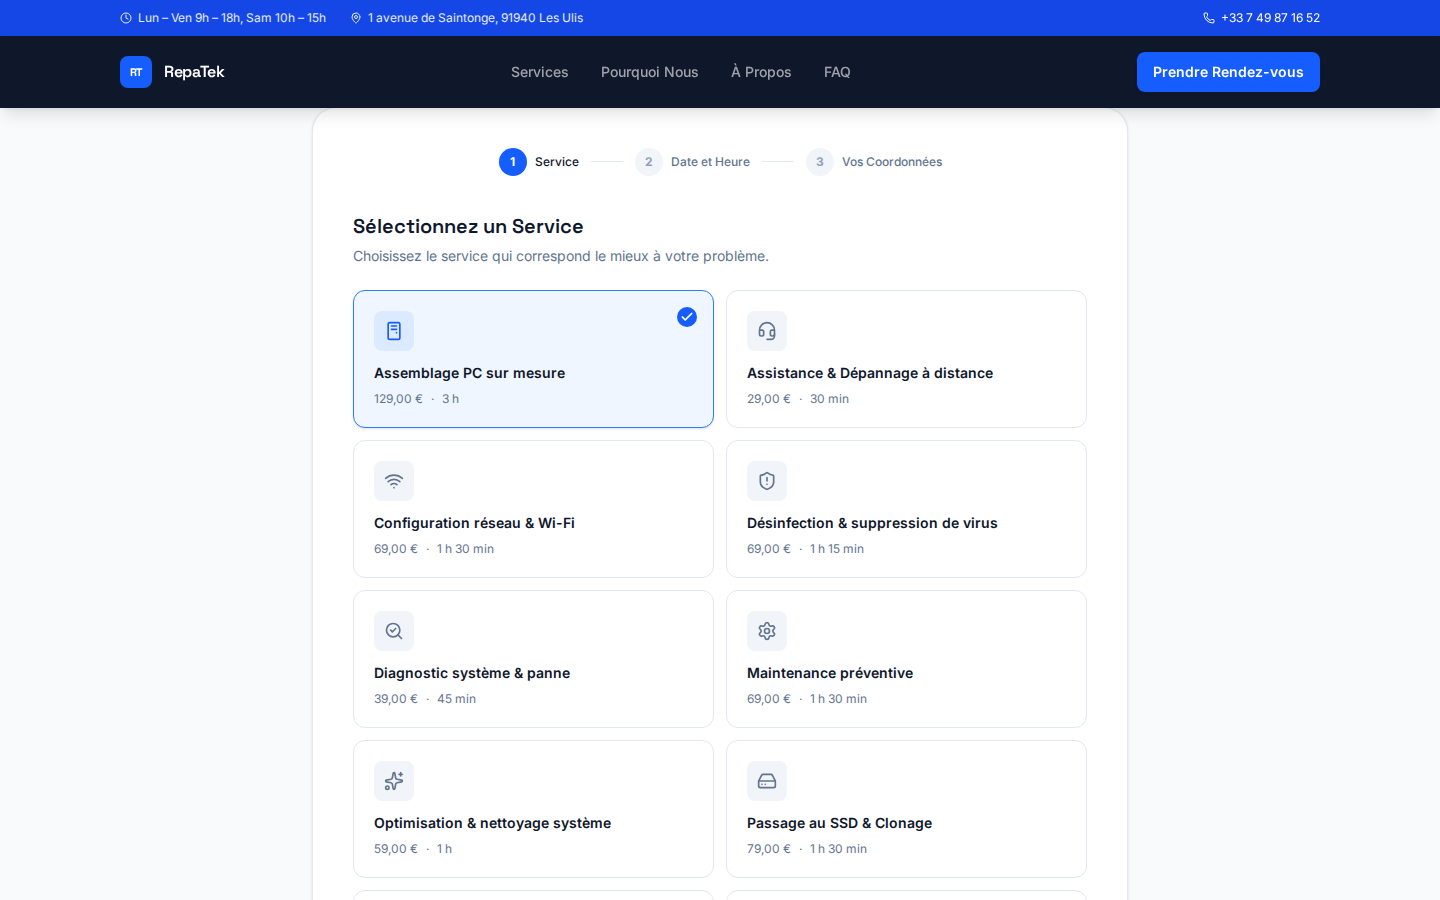 Lun – Ven 9h – 18h, Sam 10h – 15h
1 avenue de Saintonge, 91940 Les Ulis
+33 7 49 87 16 52
RT
RepaTek
Services
Pourquoi Nous
À Propos
FAQ
Prendre Rendez-vous
1 Service
2 Date et Heure
3 Vos Coordonnées
Sélectionnez un Service
Choisissez le service qui correspond le mieux à votre problème.
Assemblage PC sur mesure
129,00 € · 3 h
Assistance & Dépannage à distance
29,00 € · 30 min
Configuration réseau & Wi-Fi
69,00 € · 1 h 30 min
Désinfection & suppression de virus
69,00 € · 1 h 15 min
Diagnostic système & panne
39,00 € · 45 min
Maintenance préventive
69,00 € · 1 h 30 min
Optimisation & nettoyage système
59,00 € · 1 h
Passage au SSD & Clonage
79,00 € · 1 h 30 min